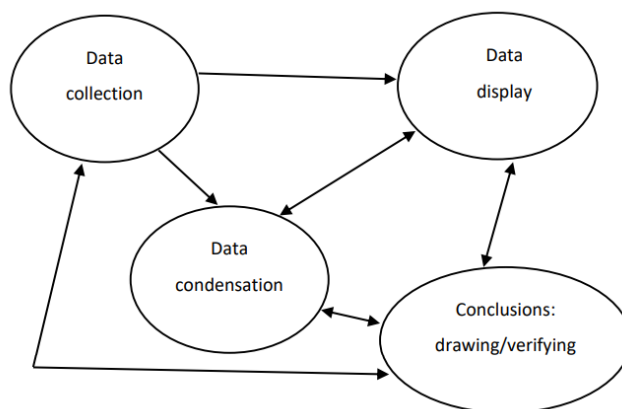 Data
collection
Data
display
Data
condensation
Conclusions:
drawing/verifying